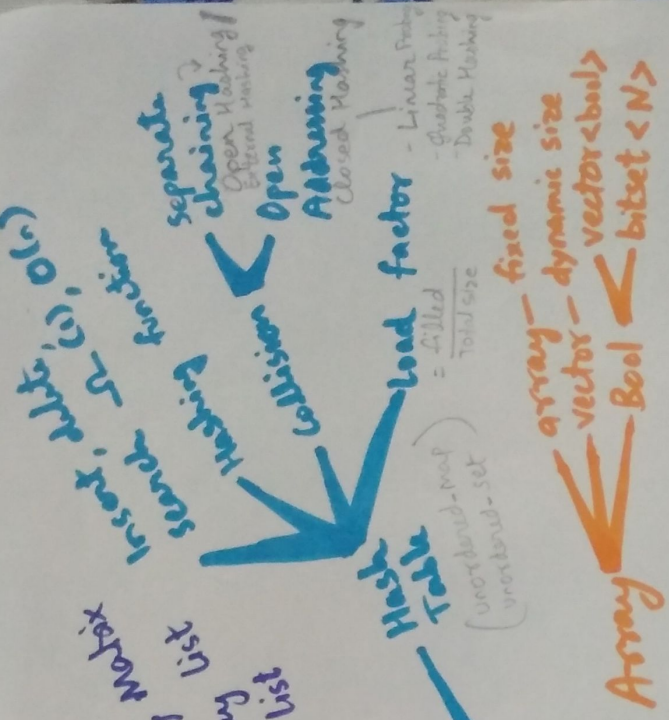 Insert, delete,
search Ω(1), O(n)
Hashing function
Collision
separate
chaining
Open Hashing
External Hashing
Open
Addressing
Closed Hashing
- Linear Probing
- Quadratic Probing
- Double Hashing
Load factor
= filled
Total size
Hash
Table
(unordered-map
unordered-set)
Matrix
List
List
Array
array - fixed size
vector - dynamic size
Bool
vector<bool>
bitset <N>